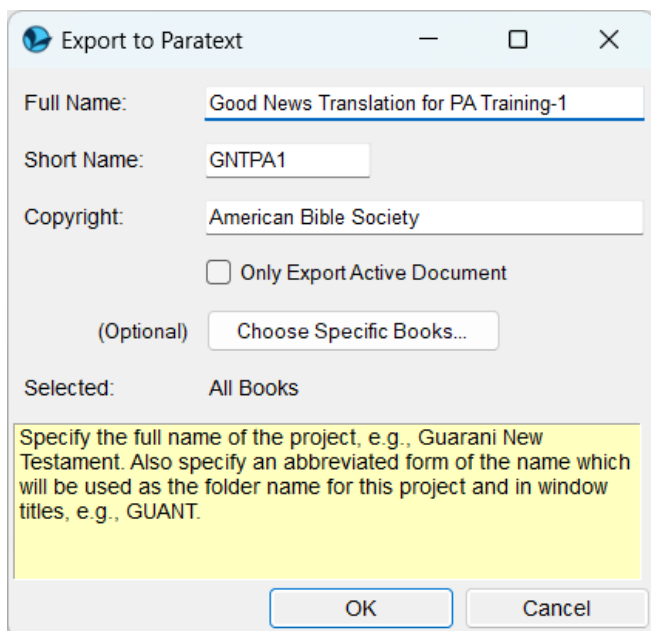 Export to Paratext
Full Name: Good News Translation for PA Training-1
Short Name: GNTPA1
Copyright: American Bible Society
Only Export Active Document
(Optional) Choose Specific Books...
Selected: All Books
Specify the full name of the project, e.g., Guarani New
Testament. Also specify an abbreviated form of the name which
will be used as the folder name for this project and in window
titles, e.g., GUANT.
OK Cancel